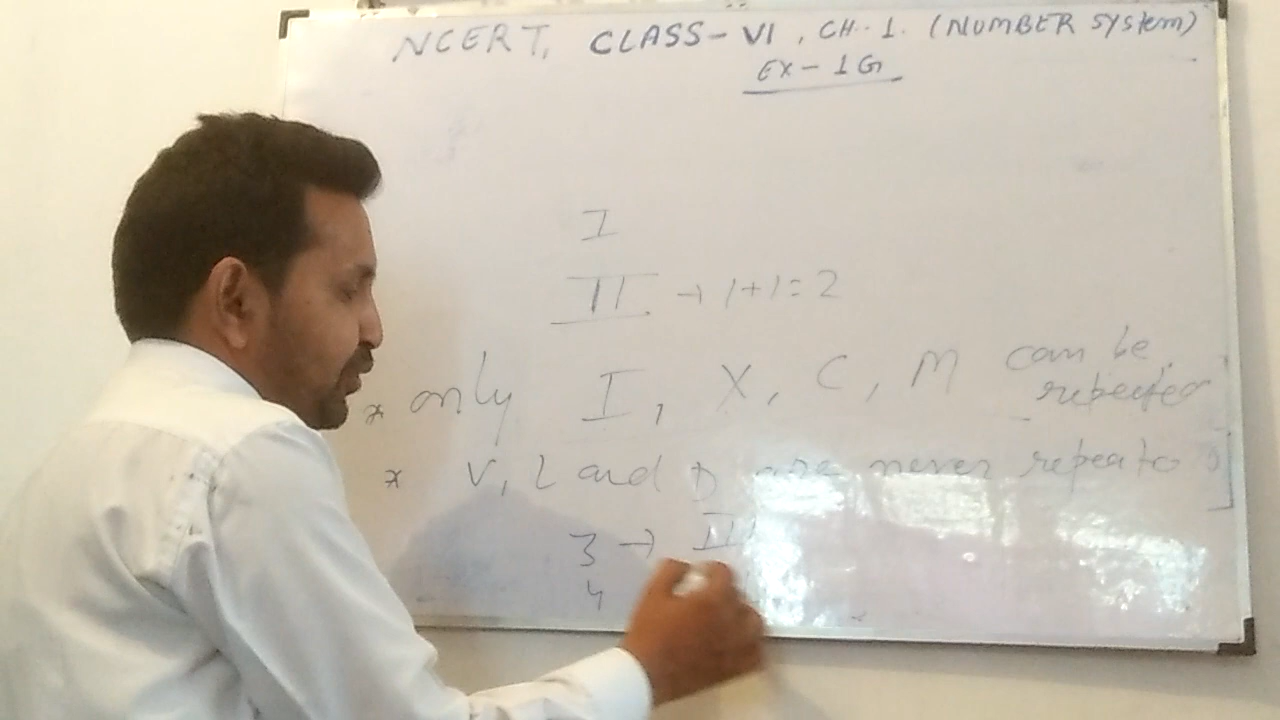 NCERT, CLASS-VI, CH. 1. (NUMBER System)
EX-1G
I
II → 1+1=2
* only I, X, C, M can be repeated
* V, L and D are never repeated
3 → III
4